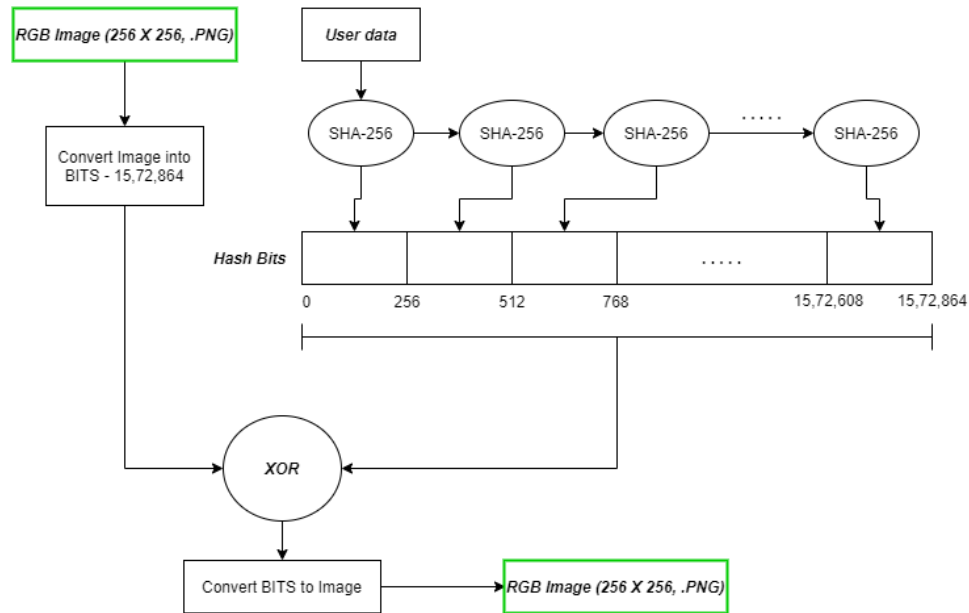 RGB Image (256 X 256, .PNG)
User data
SHA-256
SHA-256
SHA-256
.....
SHA-256
Convert Image into
BITS - 15,72,864
Hash Bits
.....
0
256
512
768
15,72,608
15,72,864
XOR
Convert BITS to Image
RGB Image (256 X 256, .PNG)